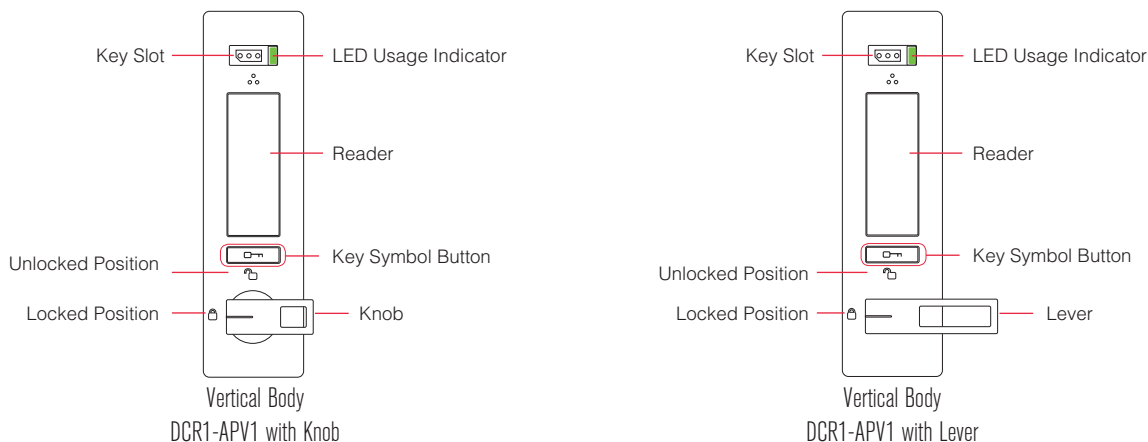 Key Slot
LED Usage Indicator
Reader
Key Symbol Button
Unlocked Position
Locked Position
Knob
Vertical Body
DCR1-APV1 with Knob
Key Slot
LED Usage Indicator
Reader
Key Symbol Button
Unlocked Position
Locked Position
Lever
Vertical Body
DCR1-APV1 with Lever